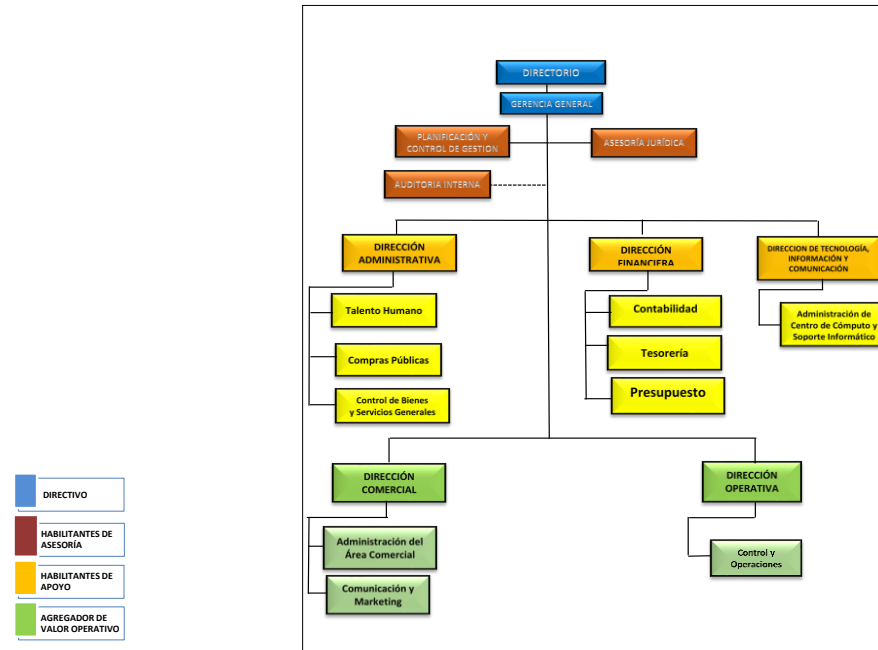 DIRECTORIO
GERENCIA GENERAL
PLANIFICACIÓN Y
CONTROL DE GESTION
ASESORÍA JURÍDICA
AUDITORIA INTERNA
DIRECCIÓN
ADMINISTRATIVA
DIRECCIÓN
FINANCIERA
DIRECCION DE TECNOLOGÍA,
INFORMACIÓN Y
COMUNICACIÓN
Talento Humano
Compras Públicas
Control de Bienes
y Servicios Generales
Contabilidad
Tesorería
Presupuesto
Administración de
Centro de Cómputo y
Soporte Informático
DIRECCIÓN
COMERCIAL
Administración del
Área Comercial
Comunicación y
Marketing
DIRECCIÓN
OPERATIVA
Control y
Operaciones
DIRECTIVO
HABILITANTES DE
ASESORÍA
HABILITANTES DE
APOYO
AGREGADOR DE
VALOR OPERATIVO